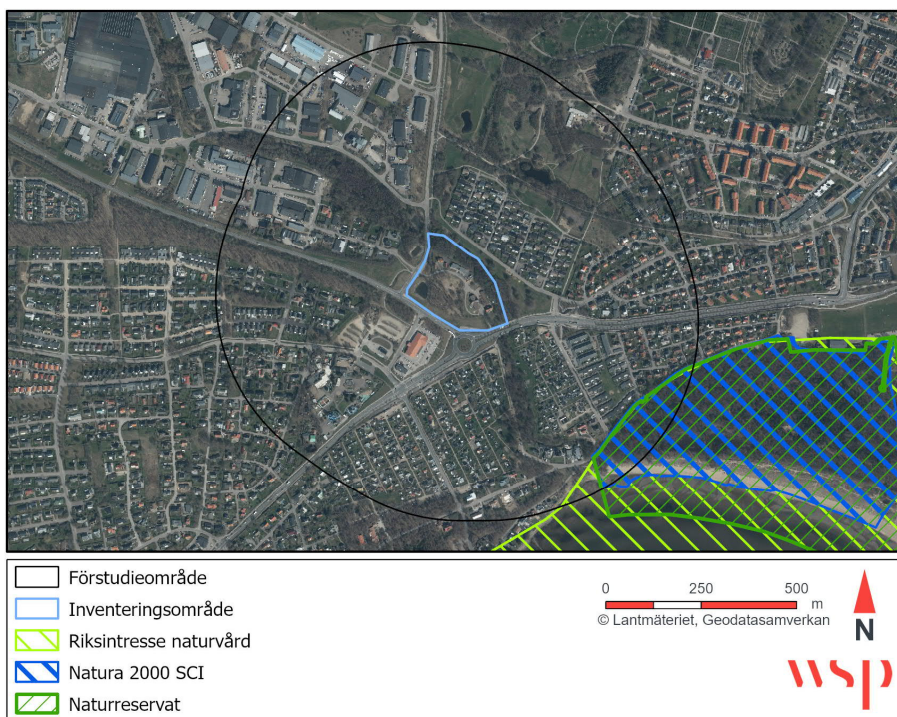 Förstudieområde
Inventeringsområde
Riksintresse naturvård
Natura 2000 SCI
Naturreservat
0 250 500
m
© Lantmäteriet, Geodatasamverkan
N
wsp